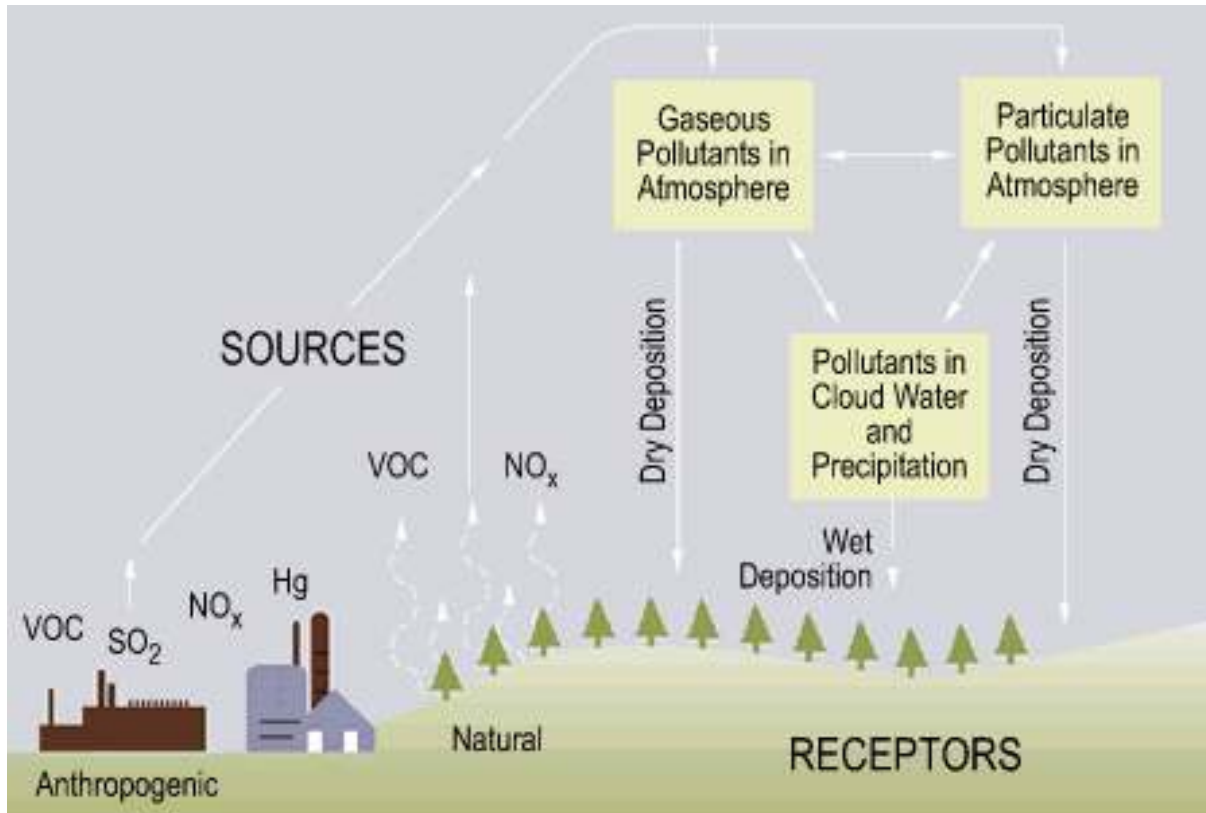 Gaseous
Pollutants in
Atmosphere
Particulate
Pollutants in
Atmosphere
SOURCES
Dry Deposition
Pollutants in
Cloud Water
and
Precipitation
Dry Deposition
VOC
NOx
Wet
Deposition
VOC
SO2
NOx
Hg
Natural
RECEPTORS
Anthropogenic